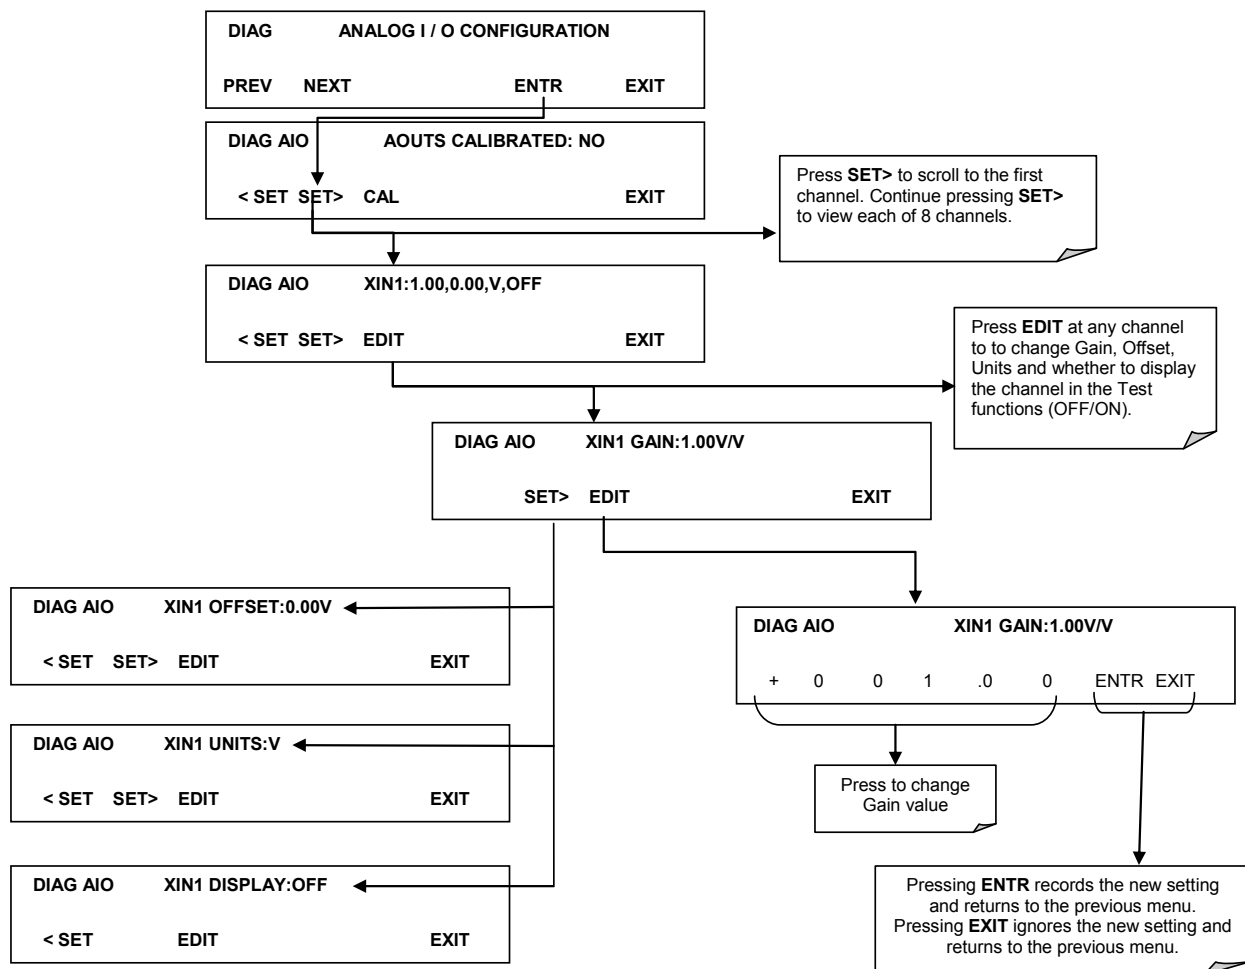 DIAG ANALOG I / O CONFIGURATION
PREV NEXT ENTR EXIT
DIAG AIO AOUTS CALIBRATED: NO
< SET SET> CAL EXIT
Press SET> to scroll to the first
channel. Continue pressing SET>
to view each of 8 channels.
DIAG AIO XIN1:1.00,0.00,V,OFF
< SET SET> EDIT EXIT
Press EDIT at any channel
to to change Gain, Offset,
Units and whether to display
the channel in the Test
functions (OFF/ON).
DIAG AIO XIN1 GAIN:1.00V/V
SET> EDIT EXIT
DIAG AIO XIN1 OFFSET:0.00V
< SET SET> EDIT EXIT
DIAG AIO XIN1 GAIN:1.00V/V
+ 0 0 1 .0 0 ENTR EXIT
DIAG AIO XIN1 UNITS:V
< SET SET> EDIT EXIT
Press to change
Gain value
DIAG AIO XIN1 DISPLAY:OFF
< SET EDIT EXIT
Pressing ENTR records the new setting
and returns to the previous menu.
Pressing EXIT ignores the new setting and
returns to the previous menu.